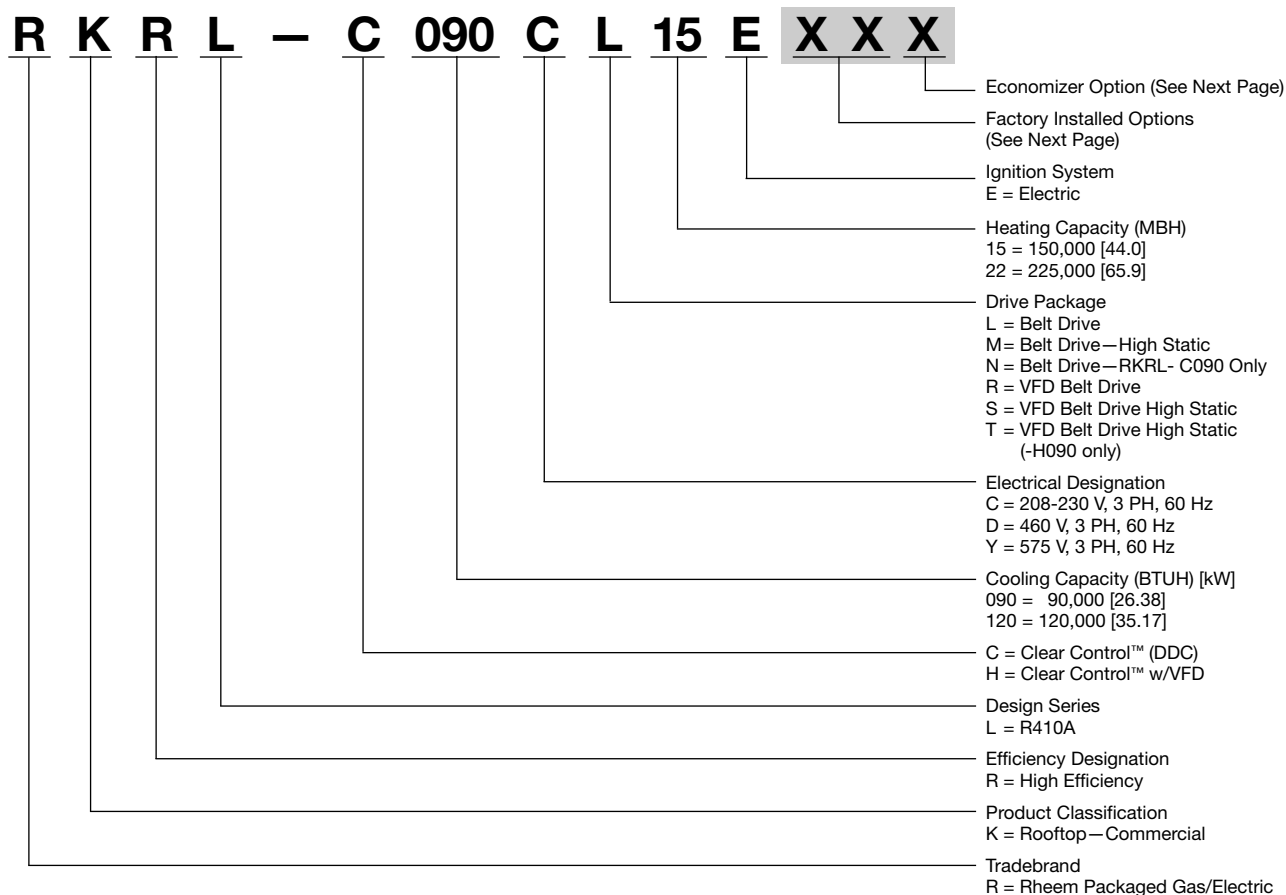 R K R L — C 090 C L 15 E X X X
Economizer Option (See Next Page)
Factory Installed Options
(See Next Page)
Ignition System
E = Electric
Heating Capacity (MBH)
15 = 150,000 [44.0]
22 = 225,000 [65.9]
Drive Package
L = Belt Drive
M= Belt Drive—High Static
N = Belt Drive—RKRL- C090 Only
R = VFD Belt Drive
S = VFD Belt Drive High Static
T = VFD Belt Drive High Static
(-H090 only)
Electrical Designation
C = 208-230 V, 3 PH, 60 Hz
D = 460 V, 3 PH, 60 Hz
Y = 575 V, 3 PH, 60 Hz
Cooling Capacity (BTUH) [kW]
090 = 90,000 [26.38]
120 = 120,000 [35.17]
C = Clear Control™ (DDC)
H = Clear Control™ w/VFD
Design Series
L = R410A
Efficiency Designation
R = High Efficiency
Product Classification
K = Rooftop—Commercial
Tradebrand
R = Rheem Packaged Gas/Electric